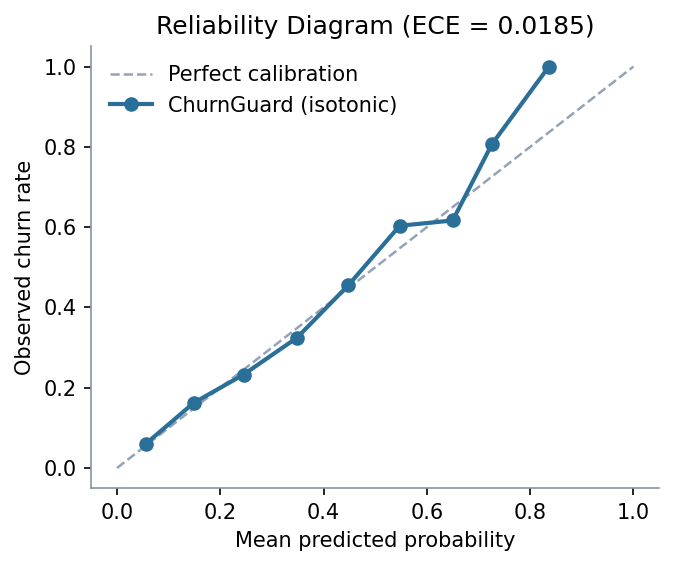 Reliability Diagram (ECE = 0.0185)
Perfect calibration
ChurnGuard (isotonic)
Observed churn rate
1.0
0.8
0.6
0.4
0.2
0.0
0.0 0.2 0.4 0.6 0.8 1.0
Mean predicted probability